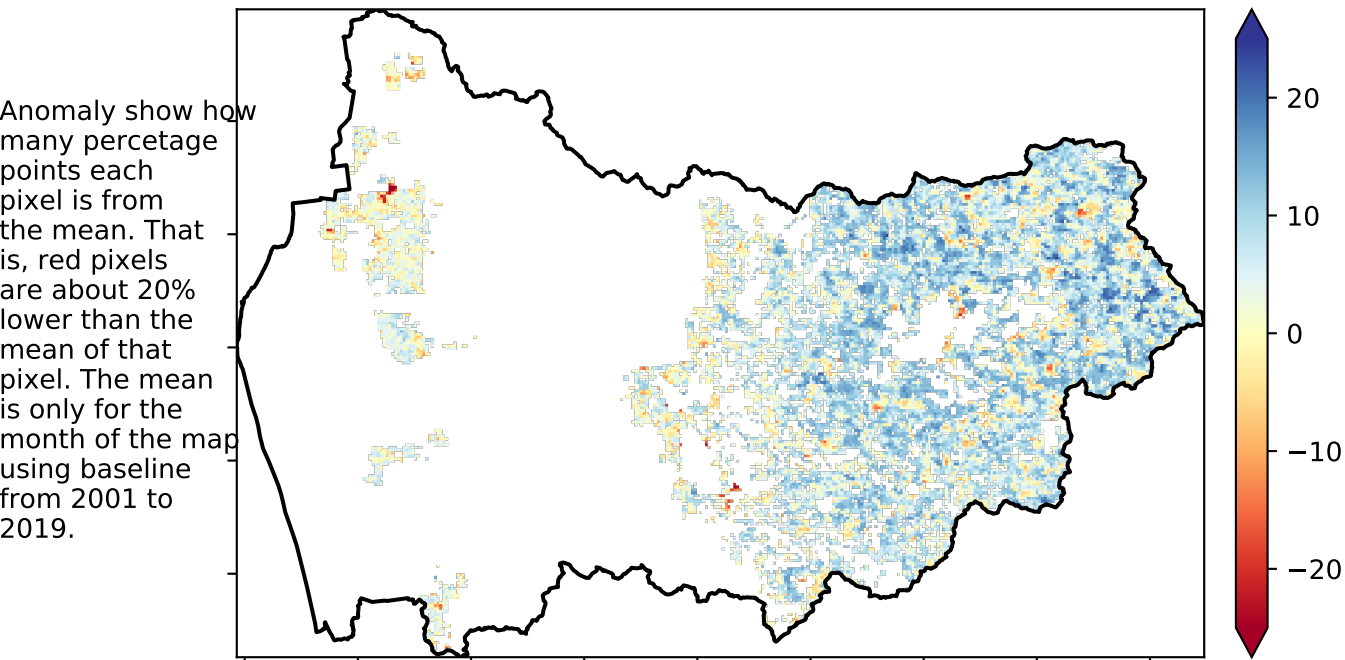 Anomaly show how
many percetage
points each
pixel is from
the mean. That
is, red pixels
are about 20%
lower than the
mean of that
pixel. The mean
is only for the
month of the map
using baseline
from 2001 to
2019.
20
10
0
−10
−20